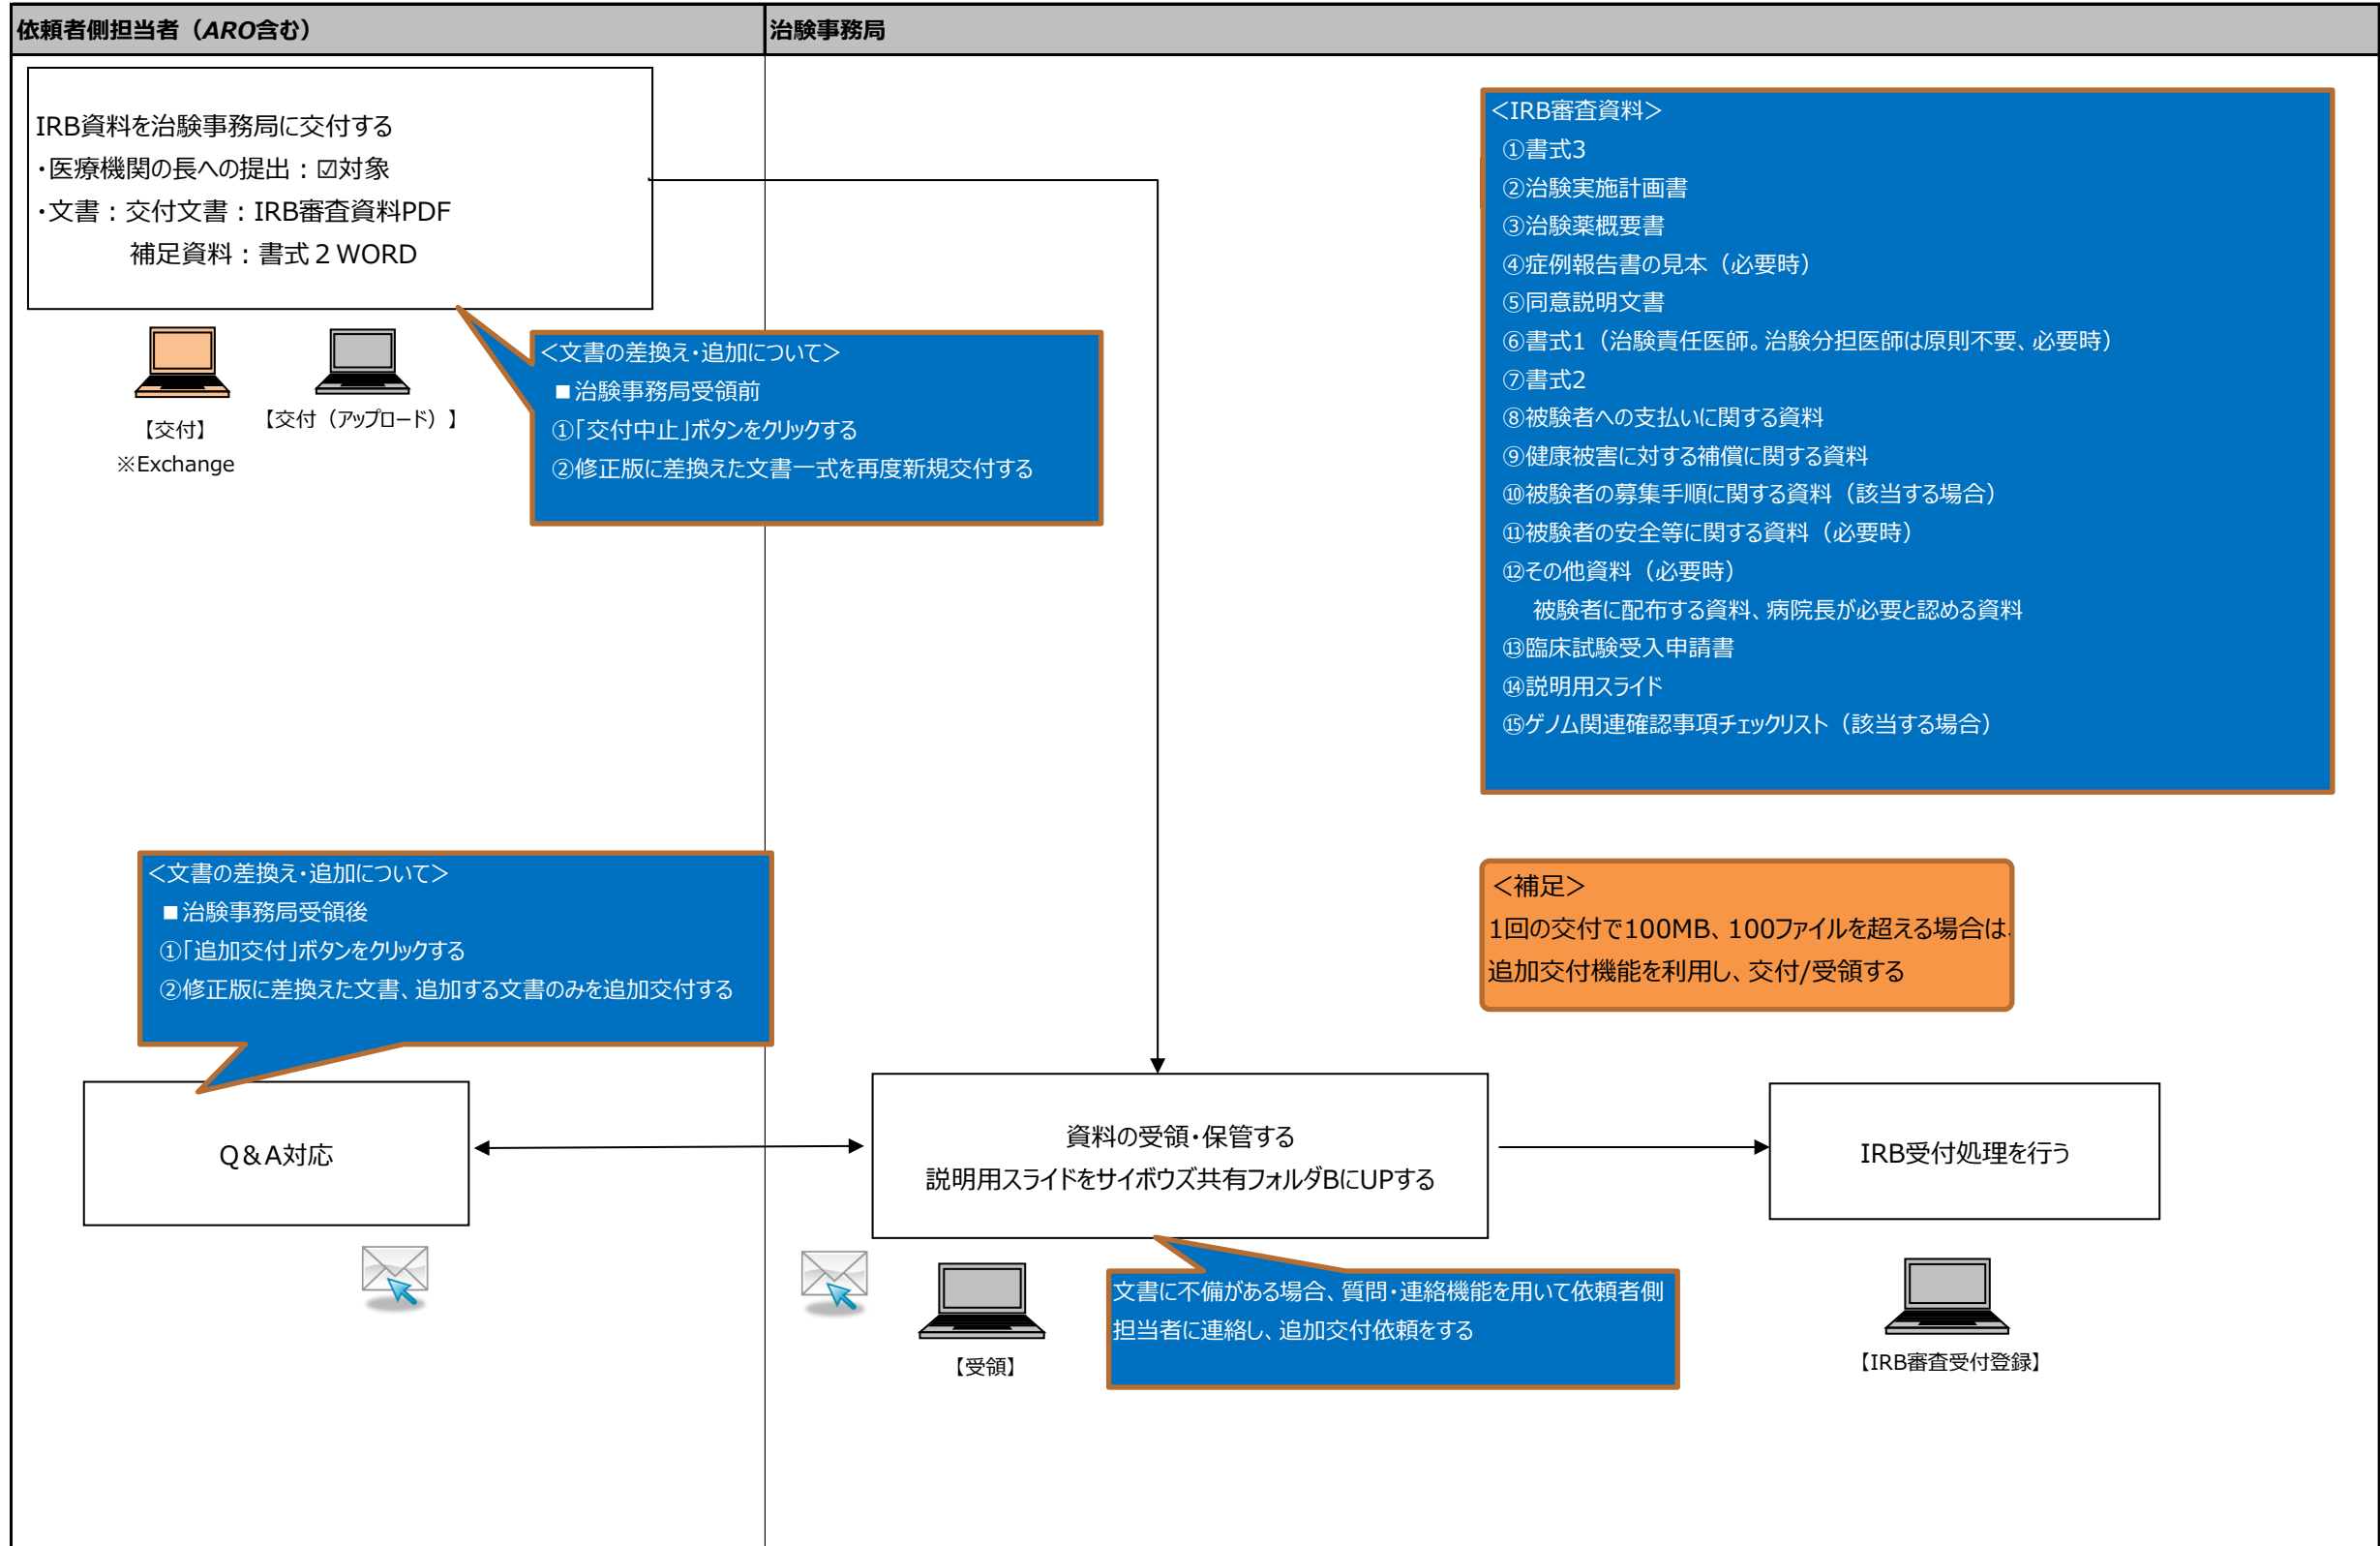 依頼者側担当者（ARO含む）
治験事務局
IRB資料を治験事務局に交付する
・医療機関の長への提出：☑対象
・文書：交付文書：IRB審査資料PDF
補足資料：書式２WORD
【交付】
※Exchange
【交付（アップロード）】
＜文書の差換え・追加について＞
■治験事務局受領前
①「交付中止」ボタンをクリックする
②修正版に差換えた文書一式を再度新規交付する
＜IRB審査資料＞
①書式3
②治験実施計画書
③治験薬概要書
④症例報告書の見本（必要時）
⑤同意説明文書
⑥書式1（治験責任医師。治験分担医師は原則不要、必要時）
⑦書式2
⑧被験者への支払いに関する資料
⑨健康被害に対する補償に関する資料
⑩被験者の募集手順に関する資料（該当する場合）
⑪被験者の安全等に関する資料（必要時）
⑫その他資料（必要時）
被験者に配布する資料、病院長が必要と認める資料
⑬臨床試験受入申請書
⑭説明用スライド
⑮ゲノム関連確認事項チェックリスト（該当する場合）
＜文書の差換え・追加について＞
■治験事務局受領後
①「追加交付」ボタンをクリックする
②修正版に差換えた文書、追加する文書のみを追加交付する
＜補足＞
1回の交付で100MB、100ファイルを超える場合は、
追加交付機能を利用し、交付/受領する
Q＆A対応
資料の受領・保管する
説明用スライドをサイボウズ共有フォルダBにUPする
IRB受付処理を行う
【受領】
文書に不備がある場合、質問・連絡機能を用いて依頼者側
担当者に連絡し、追加交付依頼をする
【IRB審査受付登録】